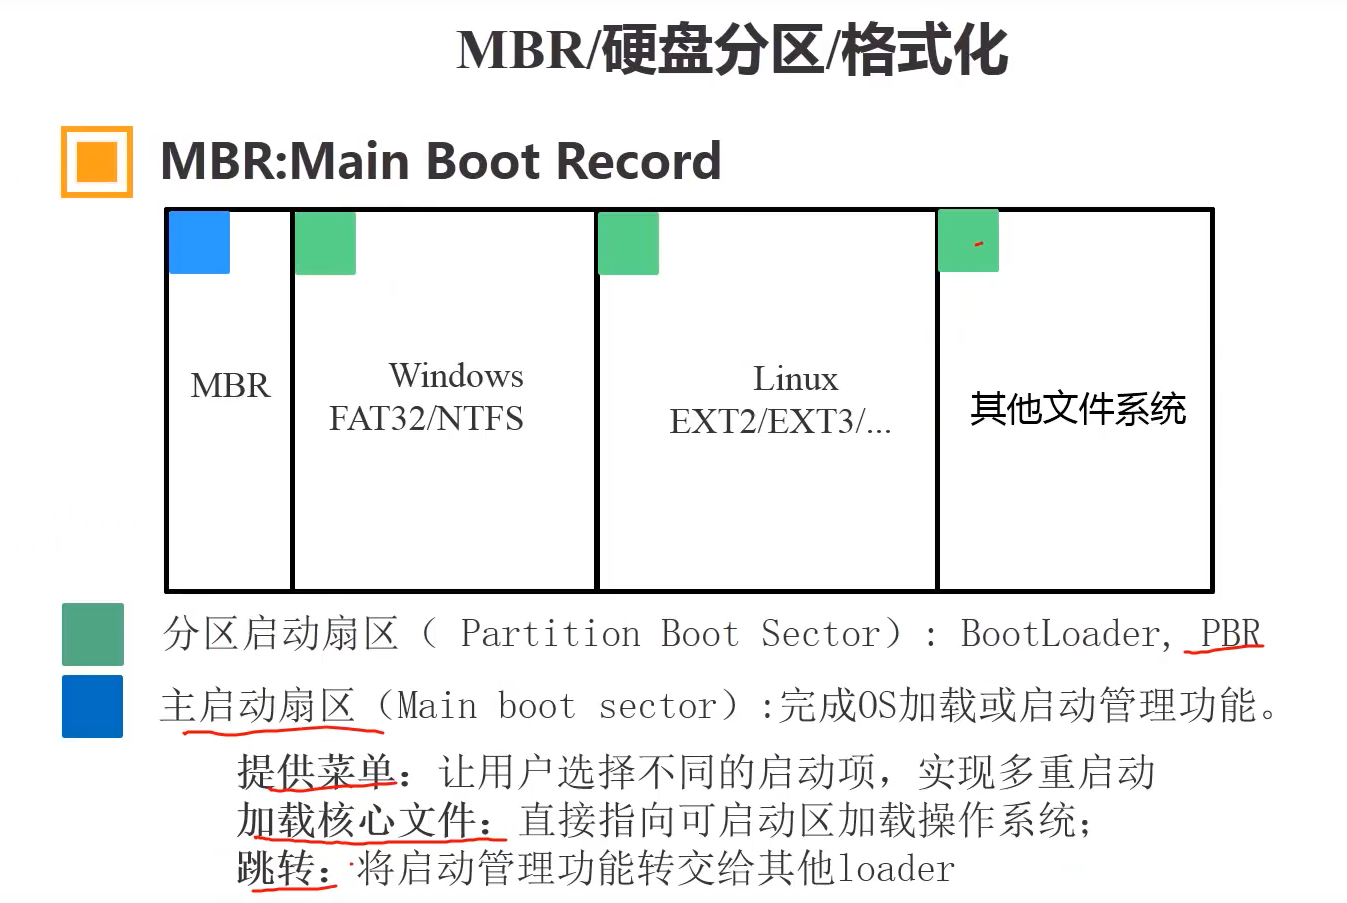 MBR/硬盘分区/格式化
MBR:Main Boot Record
MBR
Windows
FAT32/NTFS
Linux
EXT2/EXT3/...
其他文件系统
分区启动扇区（ Partition Boot Sector）: BootLoader, PBR
主启动扇区（Main boot sector）:完成OS加载或启动管理功能。
提供菜单：让用户选择不同的启动项，实现多重启动
加载核心文件：直接指向可启动区加载操作系统；
跳转：将启动管理功能转交给其他loader